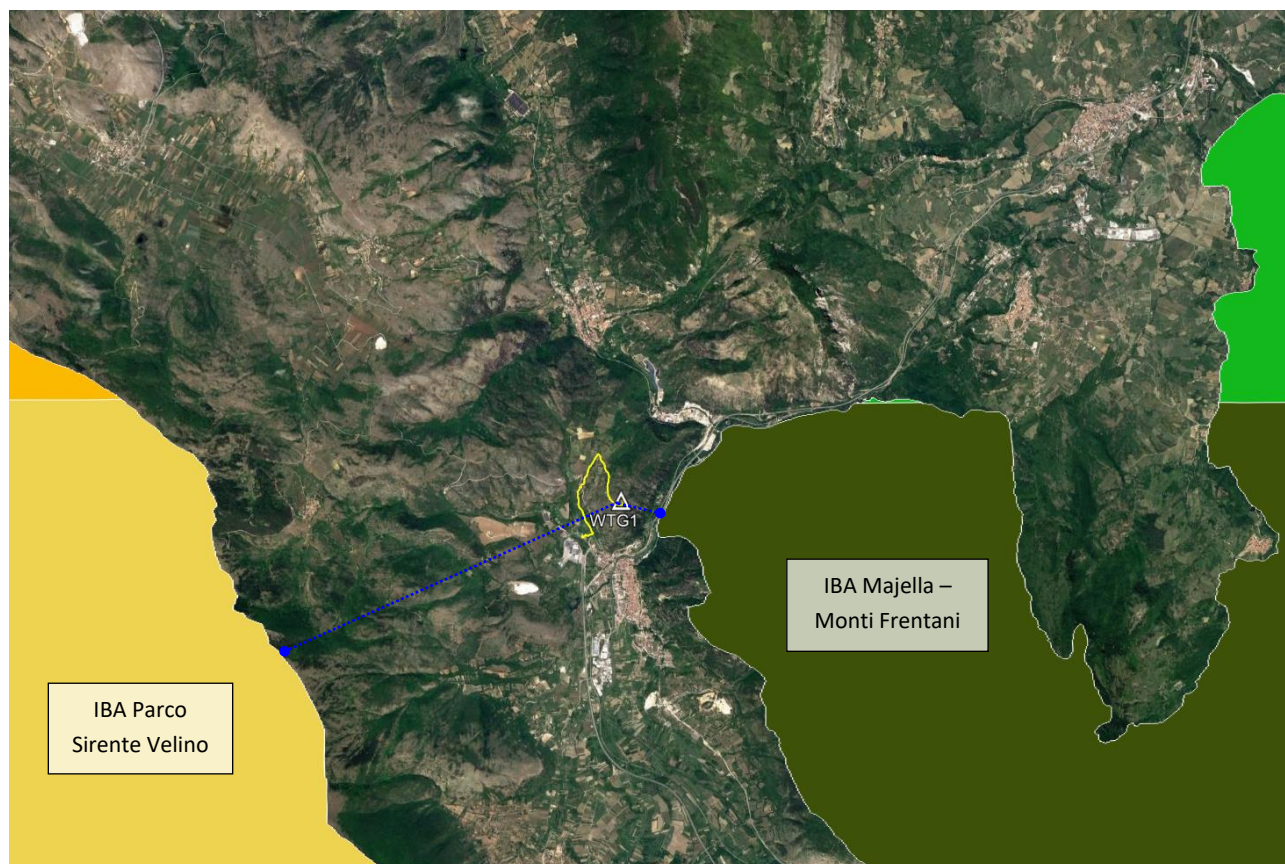 WTG1
IBA Majella –
Monti Frentani
IBA Parco
Sirente Velino